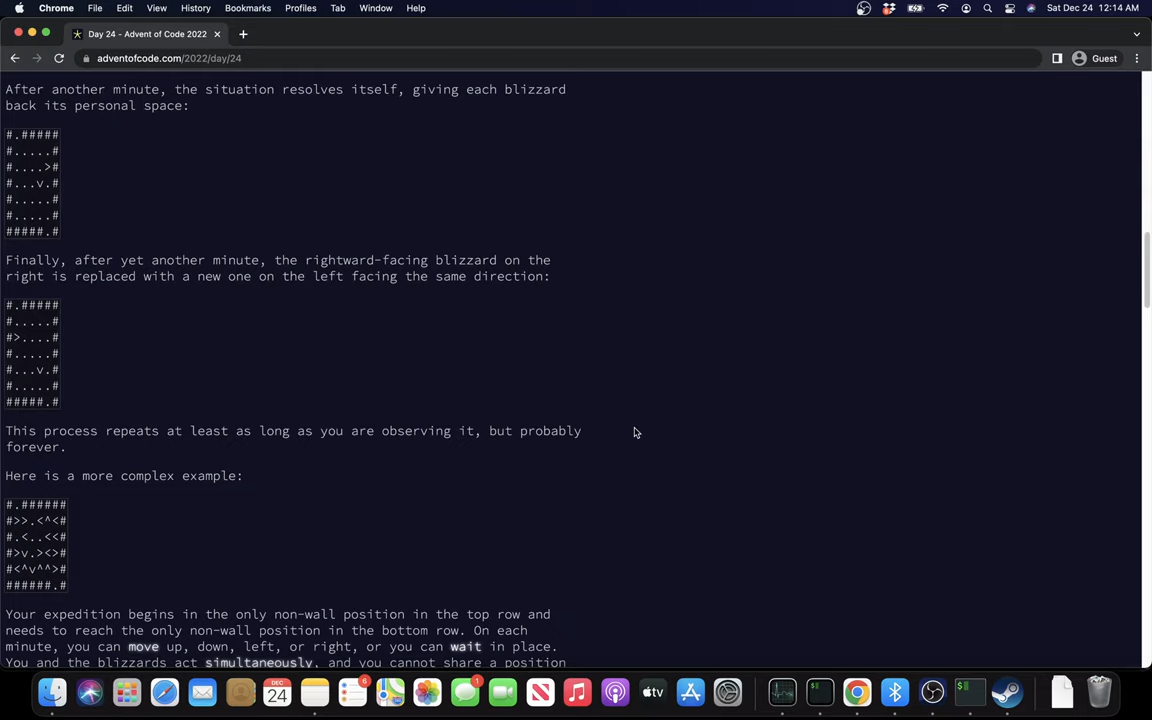 Chrome File Edit View History Bookmarks Profiles Tab Window Help Sat Dec 24 12:14 AM
Day 24 - Advent of Code 2022
adventofcode.com/2022/day/24 Guest
After another minute, the situation resolves itself, giving each blizzard
back its personal space:
#.#####
#.....#
#....>#
#...v.#
#.....#
#.....#
#####.#
Finally, after yet another minute, the rightward-facing blizzard on the
right is replaced with a new one on the left facing the same direction:
#.#####
#.....#
#>....#
#.....#
#...v.#
#.....#
#####.#
This process repeats at least as long as you are observing it, but probably
forever.
Here is a more complex example:
#.######
#>>.<^<#
#.<..<<#
#>v.><>#
#<^v^^>#
######.#
Your expedition begins in the only non-wall position in the top row and
needs to reach the only non-wall position in the bottom row. On each
minute, you can move up, down, left, or right, or you can wait in place.
You and the blizzards act simultaneously, and you cannot share a position
DEC
24
6
1
tv
$